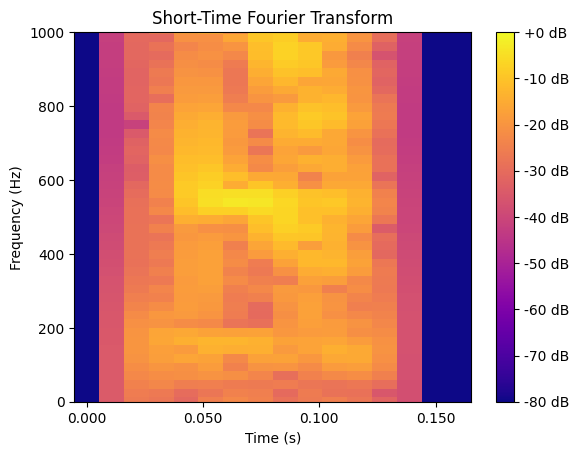 Short-Time Fourier Transform
1000
800
600
400
200
0
Frequency (Hz)
0.000
0.050
0.100
0.150
Time (s)
+0 dB
-10 dB
-20 dB
-30 dB
-40 dB
-50 dB
-60 dB
-70 dB
-80 dB